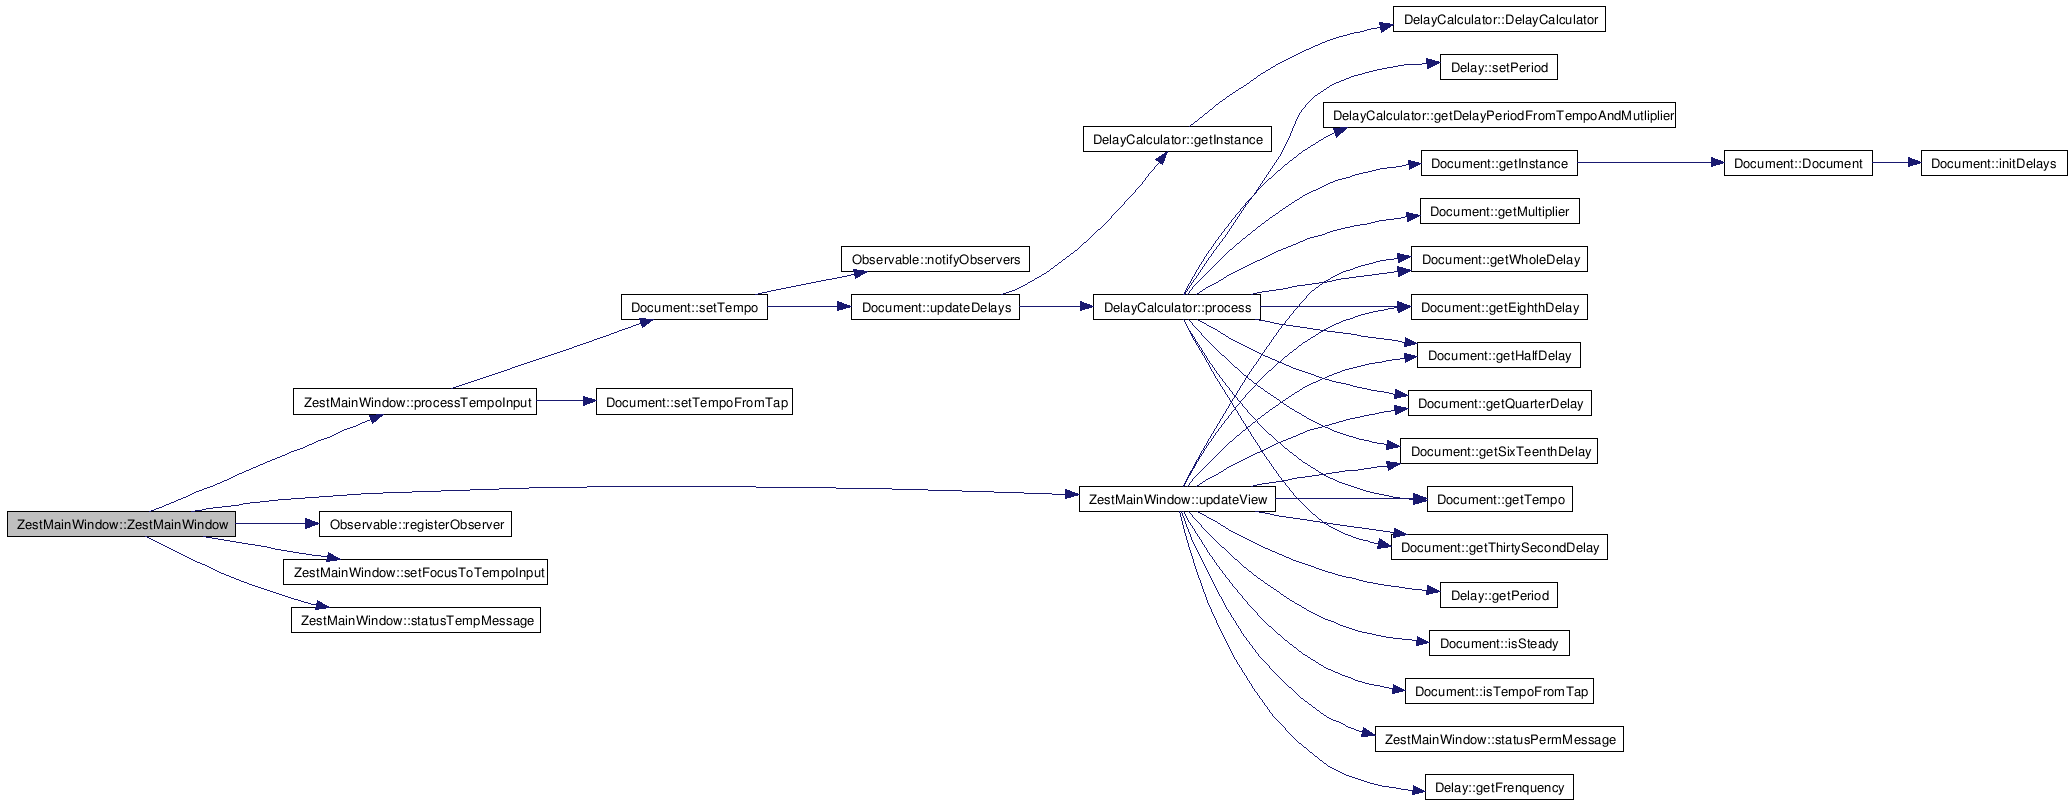 DelayCalculator::DelayCalculator
Delay::setPeriod
DelayCalculator::getDelayPeriodFromTempoAndMutliplier
DelayCalculator::getInstance
Document::getInstance
Document::Document
Document::initDelays
Document::getMultiplier
Observable::notifyObservers
Document::getWholeDelay
Document::setTempo
Document::updateDelays
DelayCalculator::process
Document::getEighthDelay
Document::getHalfDelay
ZestMainWindow::processTempoInput
Document::setTempoFromTap
Document::getQuarterDelay
Document::getSixTeenthDelay
ZestMainWindow::updateView
Document::getTempo
ZestMainWindow::ZestMainWindow
Observable::registerObserver
Document::getThirtySecondDelay
ZestMainWindow::setFocusToTempoInput
Delay::getPeriod
ZestMainWindow::statusTempMessage
Document::isSteady
Document::isTempoFromTap
ZestMainWindow::statusPermMessage
Delay::getFrenquency